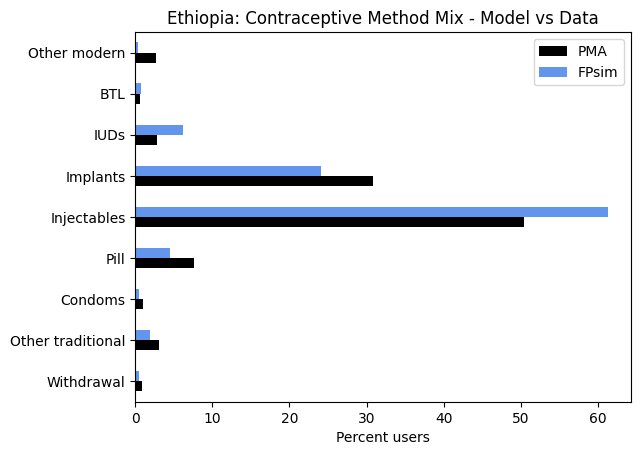 Ethiopia: Contraceptive Method Mix - Model vs Data
PMA
FPsim
Other modern
BTL
IUDs
Implants
Injectables
Pill
Condoms
Other traditional
Withdrawal
0 10 20 30 40 50 60
Percent users